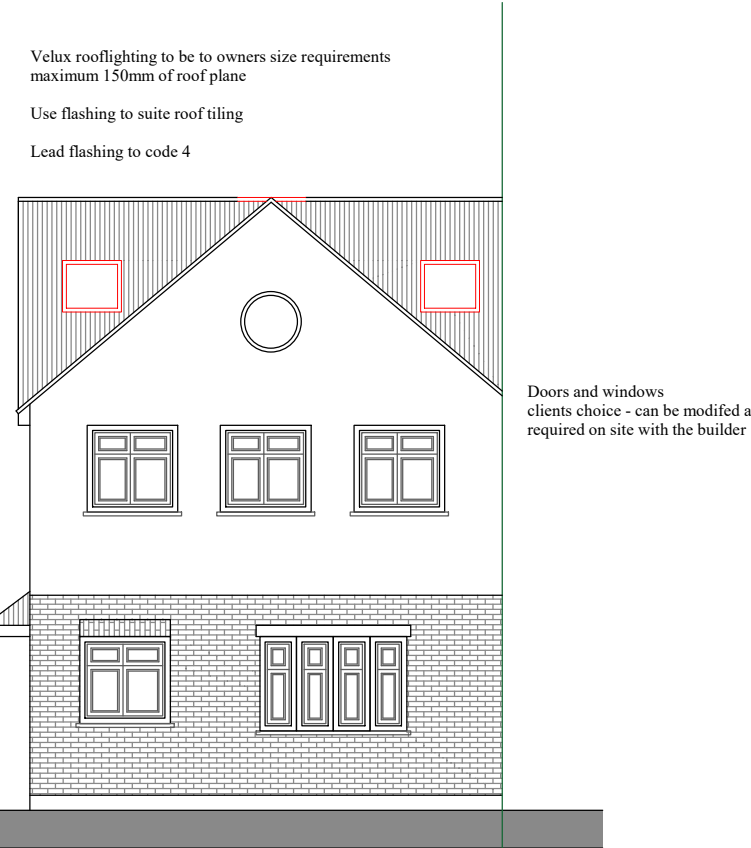 Velux rooflighting to be to owners size requirements
maximum 150mm of roof plane
Use flashing to suite roof tiling
Lead flashing to code 4
Doors and windows
clients choice - can be modifed a
required on site with the builder